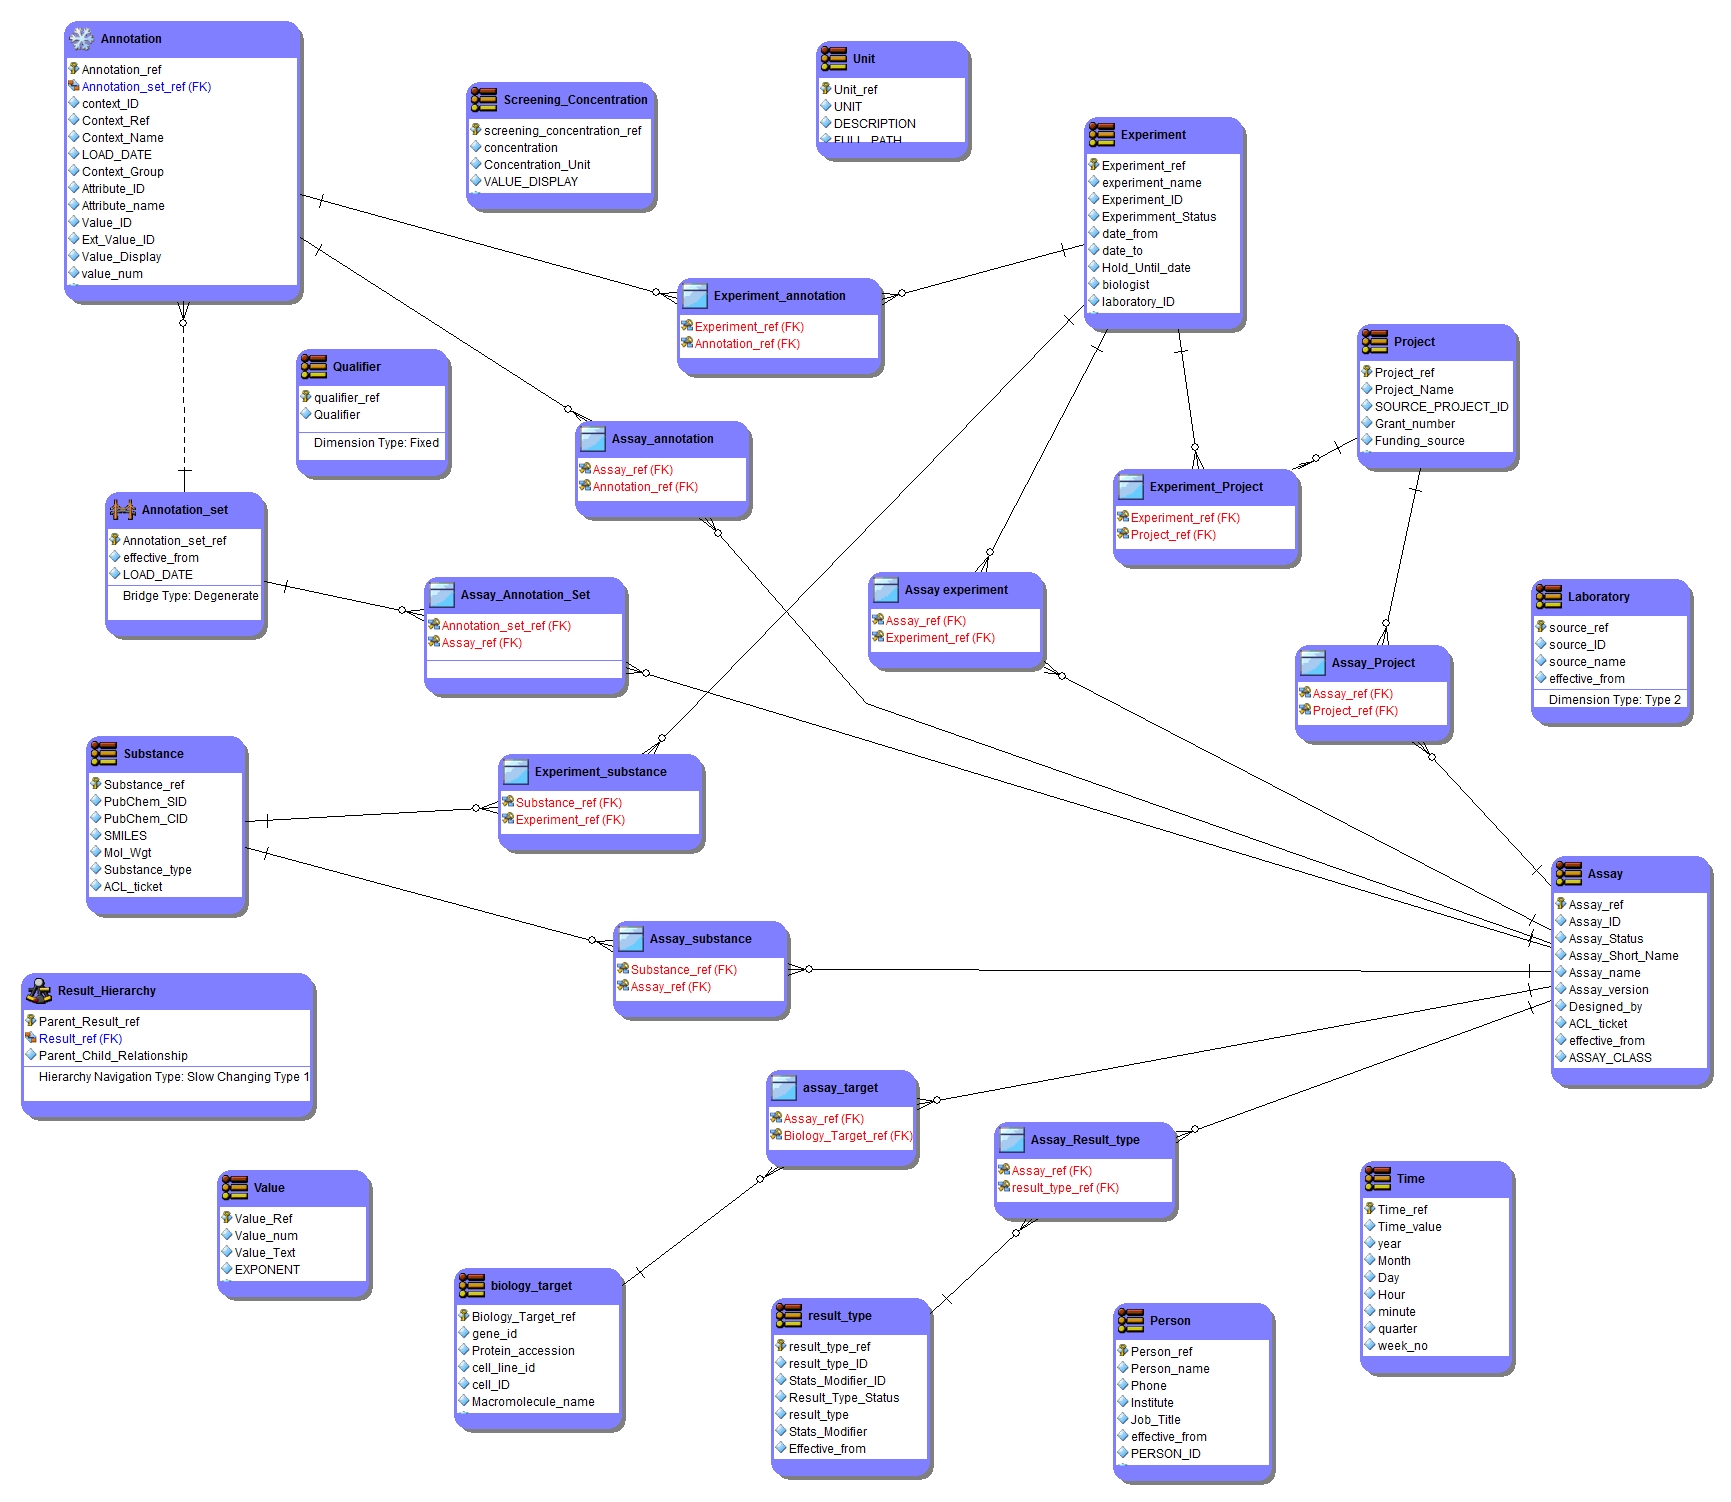 Annotation
Annotation_ref
Annotation_set_ref (FK)
context_ID
Context_Ref
Context_Name
LOAD_DATE
Context_Group
Attribute_ID
Attribute_name
Value_ID
Ext_Value_ID
Value_Display
value_num
Screening_Concentration
screening_concentration_ref
concentration
Concentration_Unit
VALUE_DISPLAY
Unit
Unit_ref
UNIT
DESCRIPTION
FULL_PATH
Experiment
Experiment_ref
experiment_name
Experiment_ID
Experimment_Status
date_from
date_to
Hold_Until_date
biologist
laboratory_ID
Experiment_annotation
Experiment_ref (FK)
Annotation_ref (FK)
Qualifier
qualifier_ref
Qualifier
Dimension Type: Fixed
Project
Project_ref
Project_Name
SOURCE_PROJECT_ID
Grant_number
Funding_source
Assay_annotation
Assay_ref (FK)
Annotation_ref (FK)
Experiment_Project
Experiment_ref (FK)
Project_ref (FK)
Annotation_set
Annotation_set_ref
effective_from
LOAD_DATE
Bridge Type: Degenerate
Assay_Annotation_Set
Annotation_set_ref (FK)
Assay_ref (FK)
Assay experiment
Assay_ref (FK)
Experiment_ref (FK)
Laboratory
source_ref
source_ID
source_name
effective_from
Dimension Type: Type 2
Assay_Project
Assay_ref (FK)
Project_ref (FK)
Substance
Substance_ref
PubChem_SID
PubChem_CID
SMILES
Mol_Wgt
Substance_type
ACL_ticket
Experiment_substance
Substance_ref (FK)
Experiment_ref (FK)
Assay
Assay_ref
Assay_ID
Assay_Status
Assay_Short_Name
Assay_name
Assay_version
Designed_by
ACL_ticket
effective_from
ASSAY_CLASS
Assay_substance
Substance_ref (FK)
Assay_ref (FK)
Result_Hierarchy
Parent_Result_ref
Result_ref (FK)
Parent_Child_Relationship
Hierarchy Navigation Type: Slow Changing Type 1
assay_target
Assay_ref (FK)
Biology_Target_ref (FK)
Assay_Result_type
Assay_ref (FK)
result_type_ref (FK)
Value
Value_Ref
Value_num
Value_Text
EXPONENT
Time
Time_ref
Time_value
year
Month
Day
Hour
minute
quarter
week_no
biology_target
Biology_Target_ref
gene_id
Protein_accession
cell_line_id
cell_ID
Macromolecule_name
result_type
result_type_ref
result_type_ID
Stats_Modifier_ID
Result_Type_Status
result_type
Stats_Modifier
Effective_from
Person
Person_ref
Person_name
Phone
Institute
Job_Title
effective_from
PERSON_ID